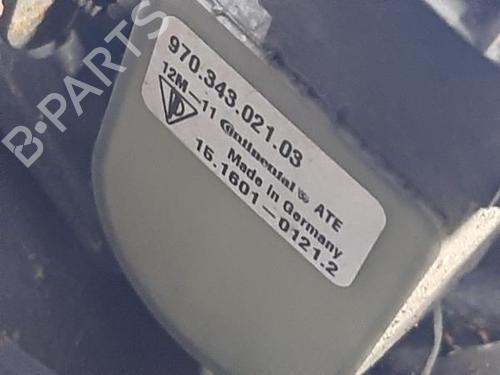 970.343.021.03
12M-11 Continental ATE
Made in Germany
15.1601-0121.2
B-PARTS